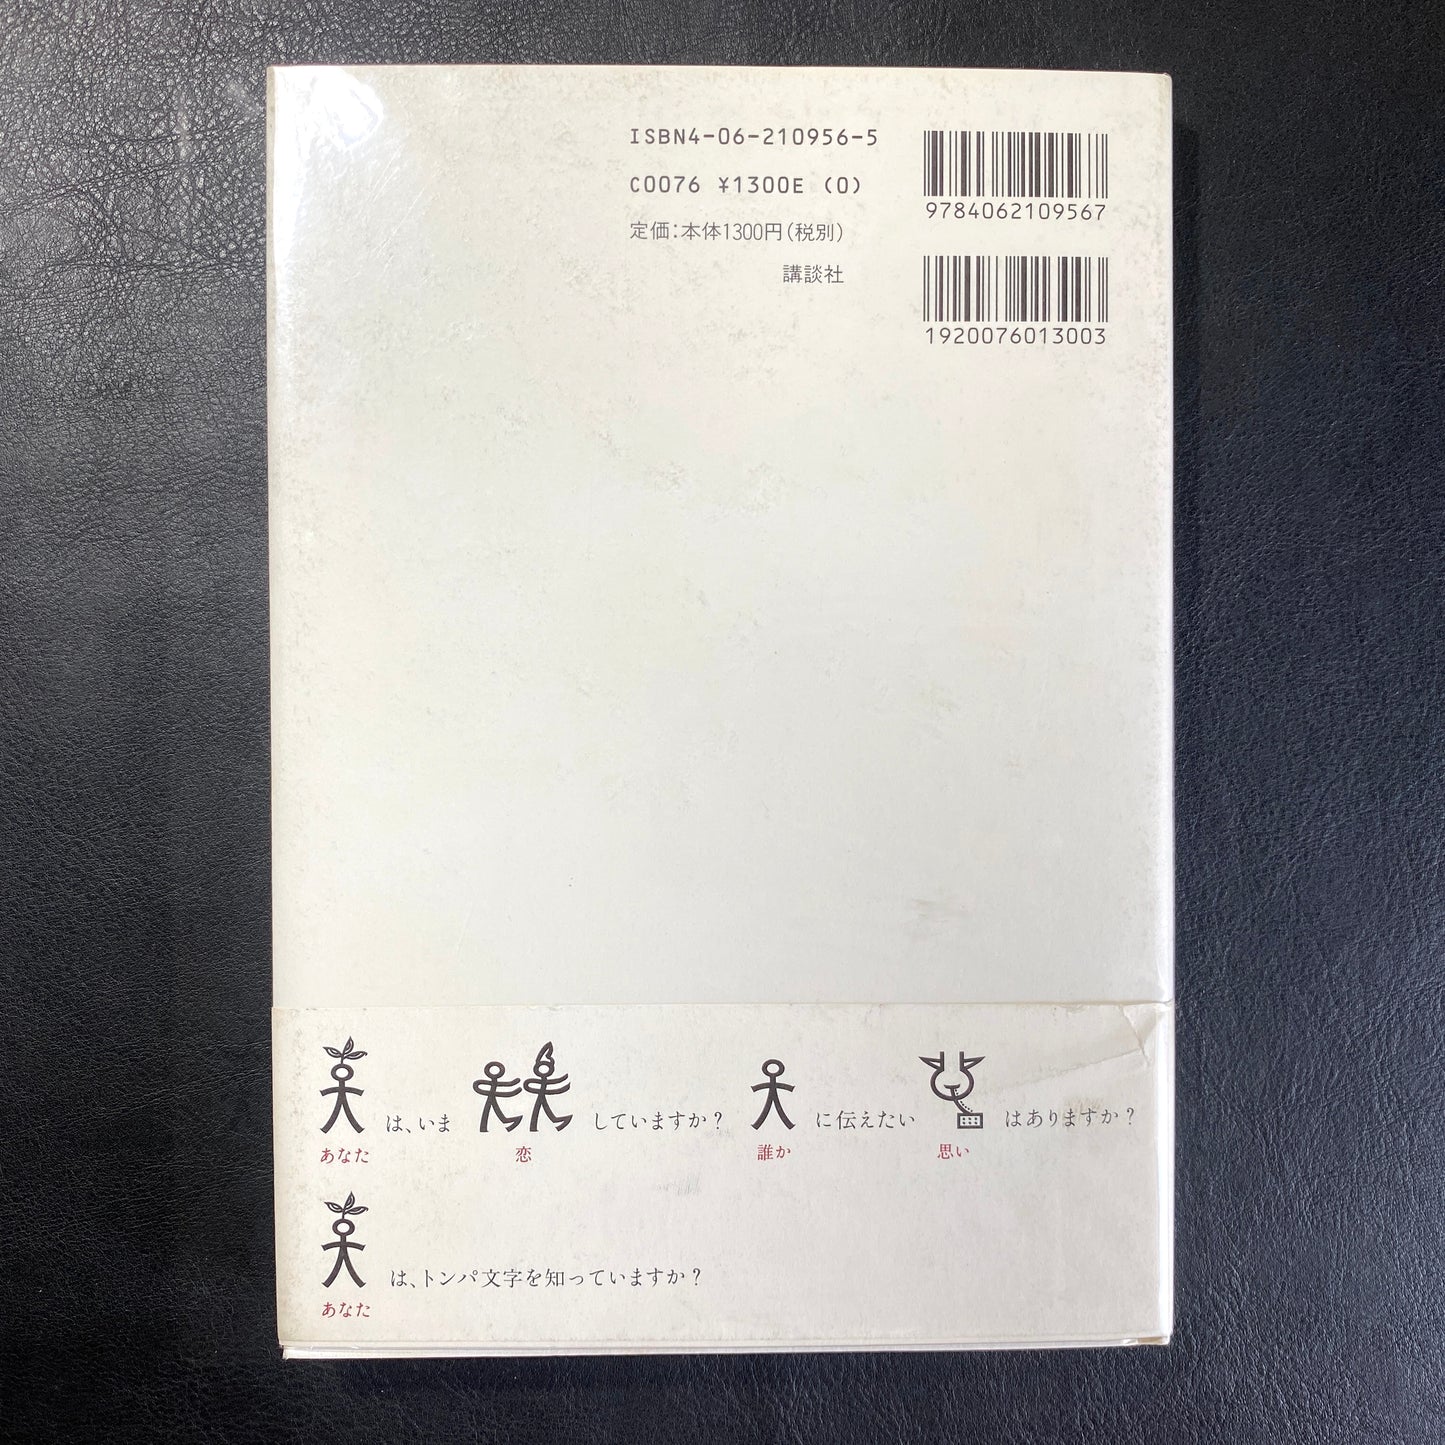 ISBN4-06-210956-5
C0076 ¥1300E (0)
定価：本体1300円（税別）
講談社
9784062109567
1920076013003
は、いま していますか？ に伝えたい はありますか？
あなた 恋 誰か 思い
は、トンパ文字を知っていますか？
あなた